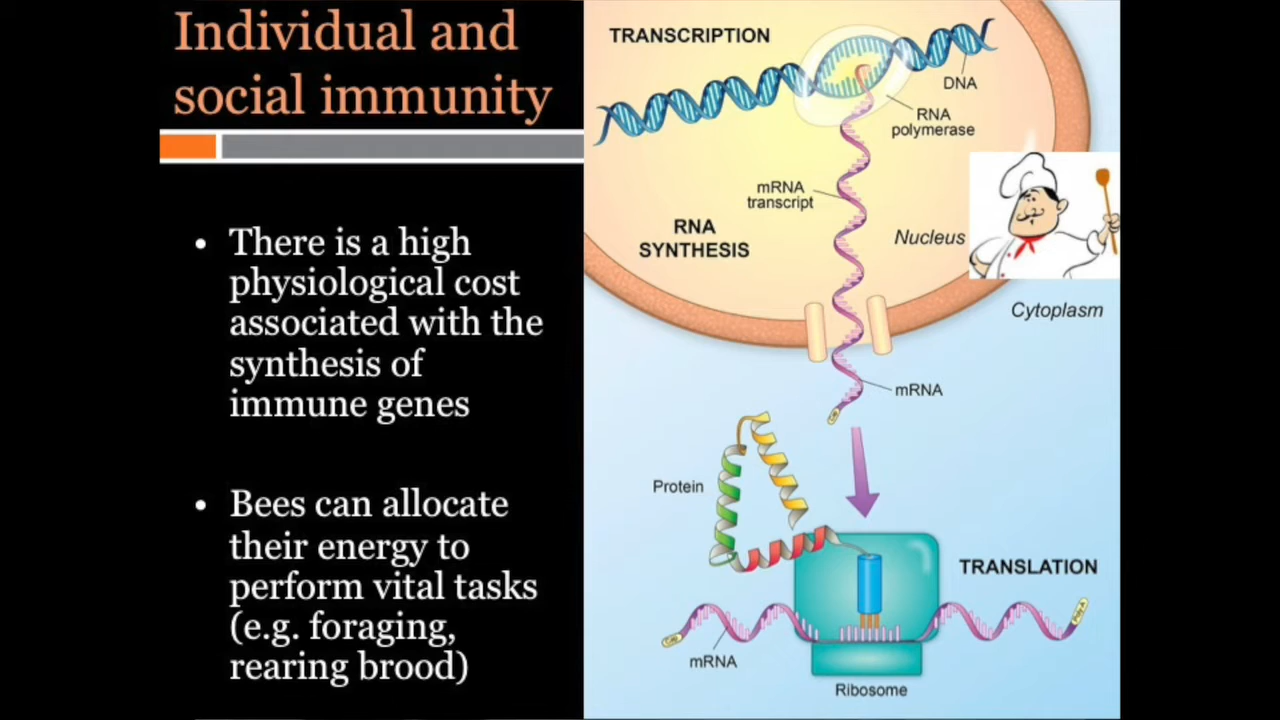 Individual and
social immunity
• There is a high
physiological cost
associated with the
synthesis of
immune genes
• Bees can allocate
their energy to
perform vital tasks
(e.g. foraging,
rearing brood)
TRANSCRIPTION
DNA
RNA
polymerase
mRNA
transcript
RNA
SYNTHESIS
Nucleus
Cytoplasm
mRNA
Protein
TRANSLATION
Cap
Poly A
mRNA
Ribosome